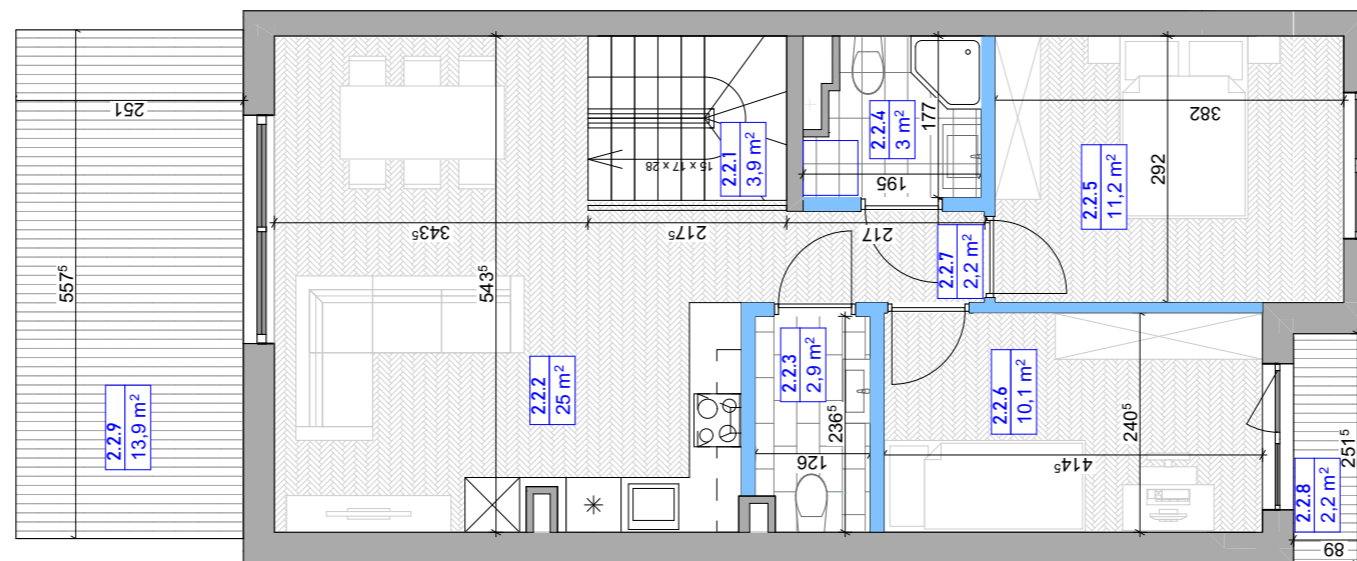 251
557⁵
2.2.9
13,9 m²
343⁵
543⁵
2.2.2
25 m²
15 x 17 x 28
2.2.1
3,9 m²
217⁵
217
2.2.4
3 m²
177
195
2.2.7
2,2 m²
2.2.5
11,2 m²
292
382
2.2.3
2,9 m²
236⁵
126
2.2.6
10,1 m²
240⁵
414⁵
2.2.8
2,2 m²
251⁵
89